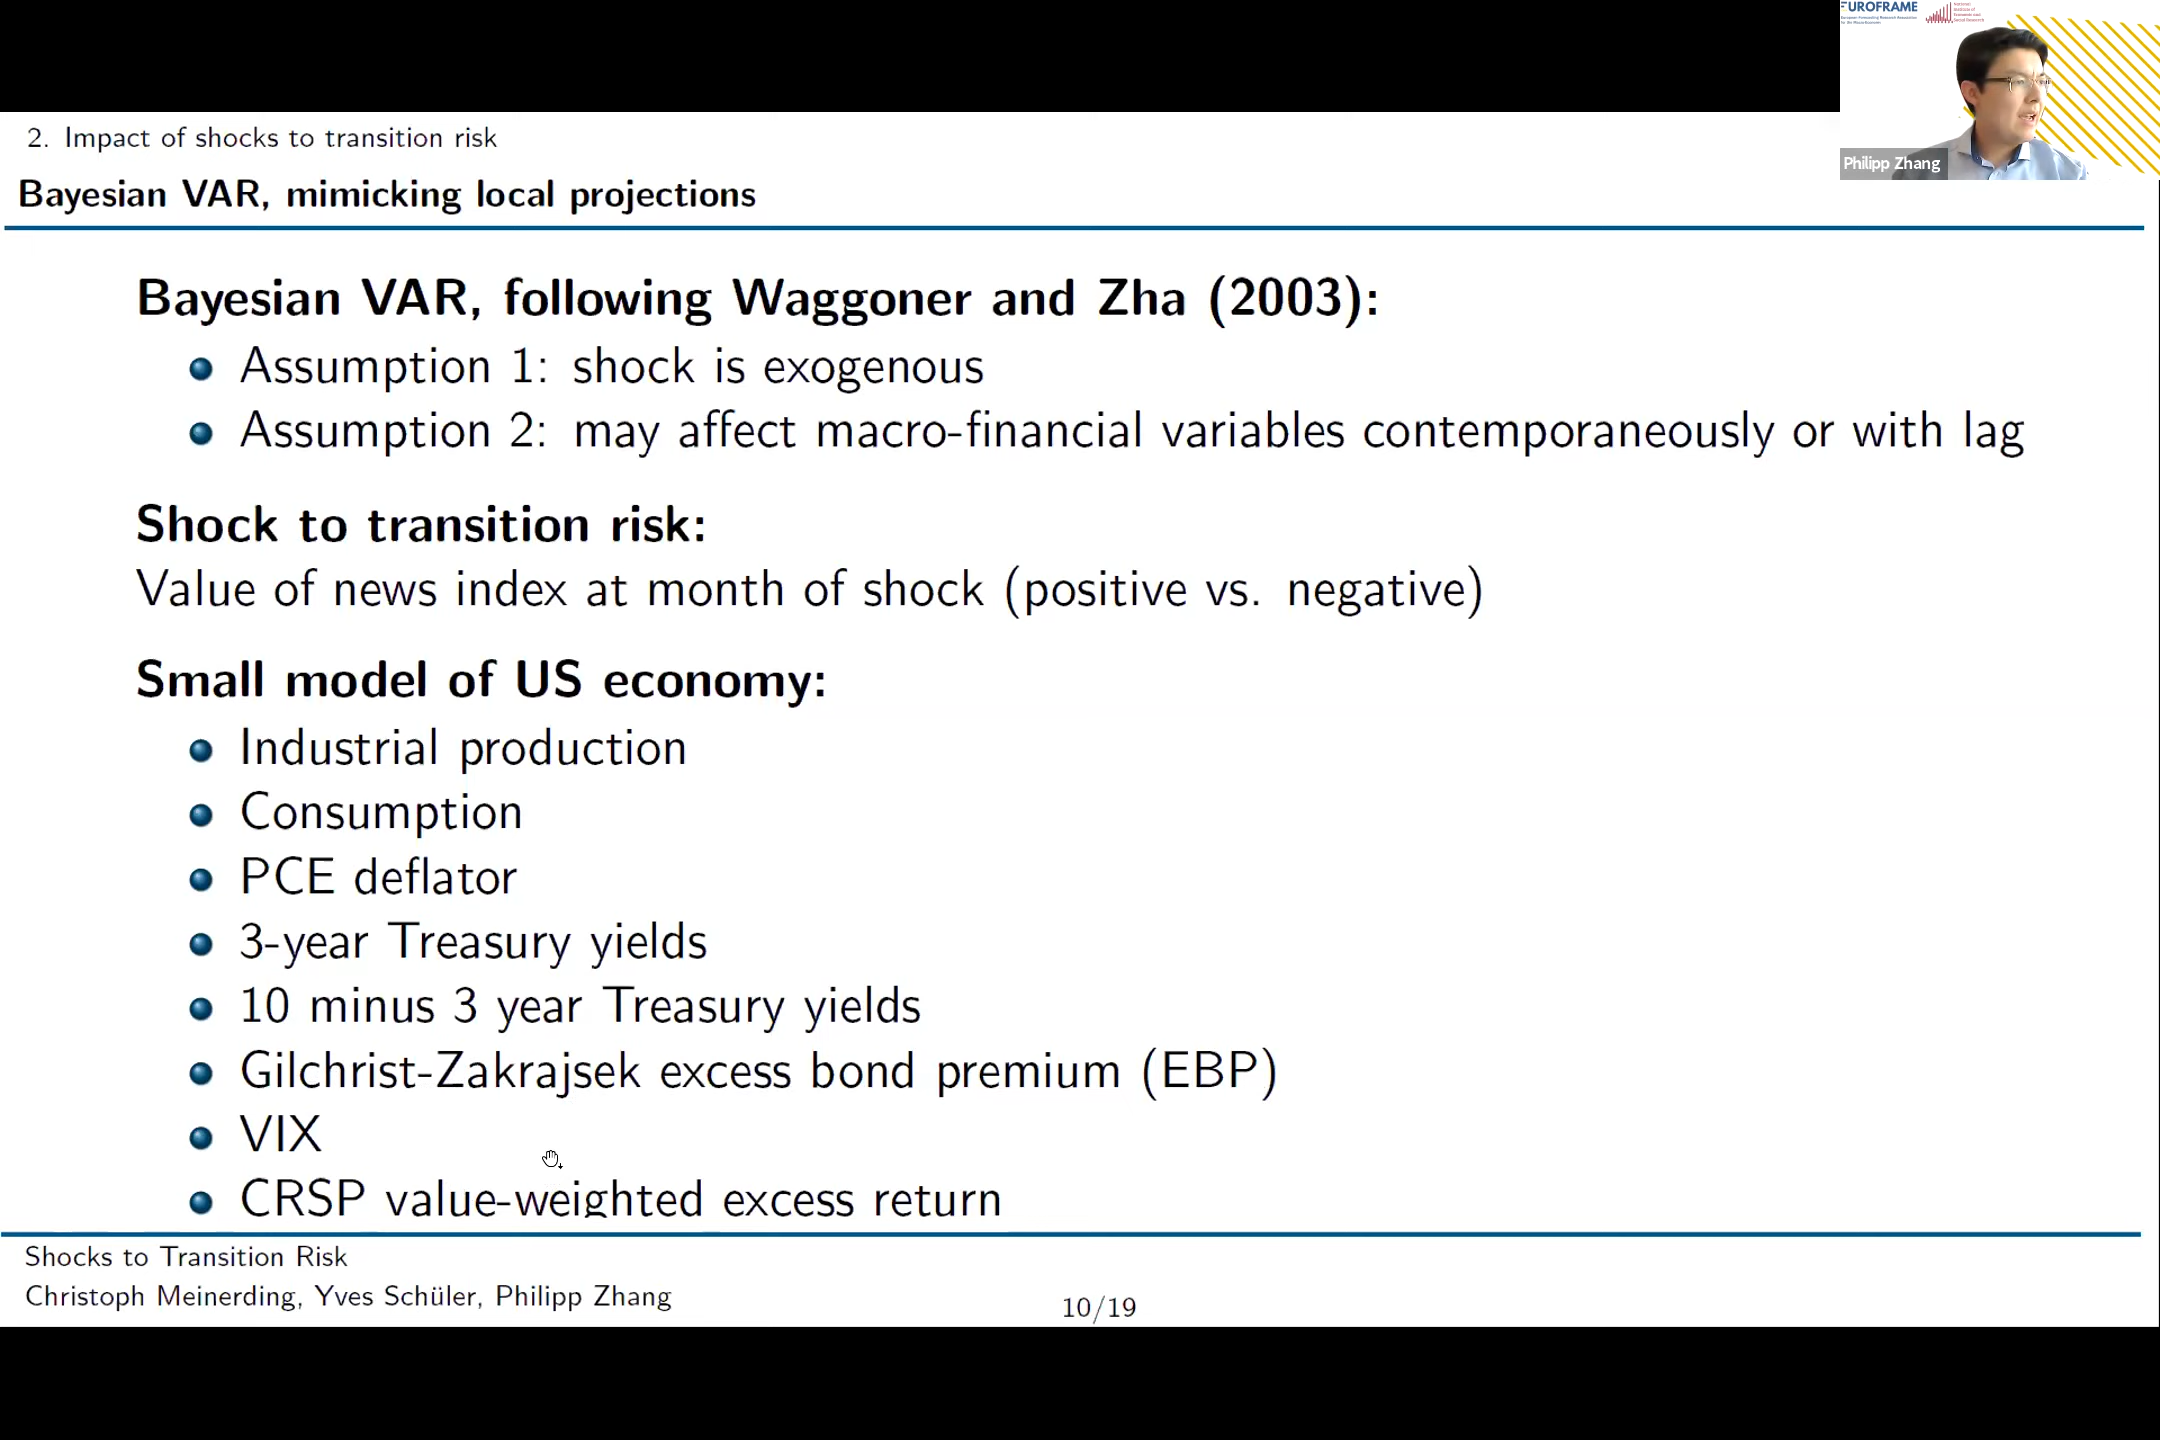 UROFRAME
2. Impact of shocks to transition risk
Philipp Zhang
Bayesian VAR, mimicking local projections
Bayesian VAR, following Waggoner and Zha (2003):
Assumption 1: shock is exogenous
Assumption 2: may affect macro-financial variables contemporaneously or with lag
Shock to transition risk:
Value of news index at month of shock (positive vs. negative)
Small model of US economy:
Industrial production
Consumption
PCE deflator
3-year Treasury yields
10 minus 3 year Treasury yields
Gilchrist-Zakrajsek excess bond premium (EBP)
VIX
CRSP value-weighted excess return
Shocks to Transition Risk
Christoph Meinerding, Yves Schüler, Philipp Zhang
10/19